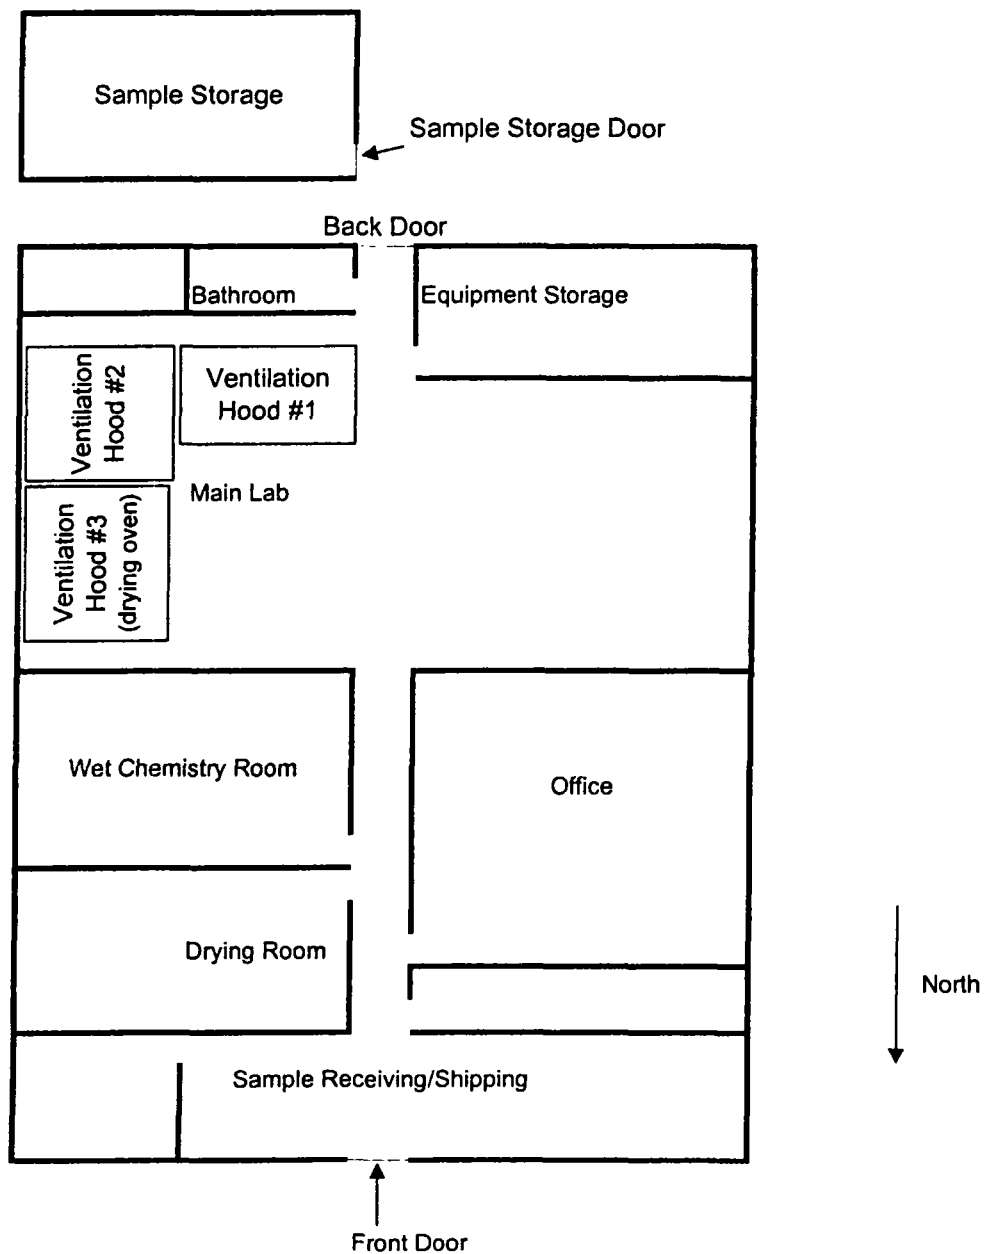 Sample Storage
Sample Storage Door
Back Door
Bathroom
Equipment Storage
Ventilation
Hood #2
Ventilation
Hood #1
Main Lab
Ventilation
Hood #3
(drying oven)
Wet Chemistry Room
Office
Drying Room
North
Sample Receiving/Shipping
Front Door